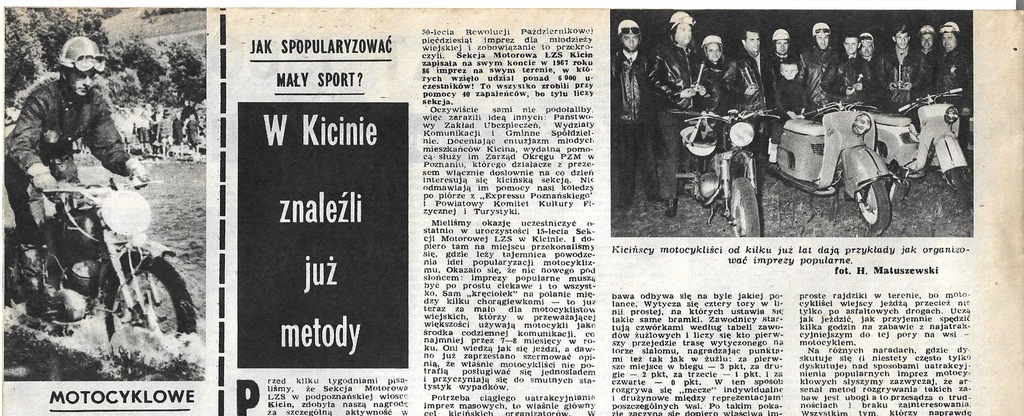 MOTOCYKLOWE
JAK SPOPULARYZOWAĆ
MAŁY SPORT?
W Kicinie
znaleźli
już
metody
Przed kilku tygodniami pisa-
liśmy, że Sekcja Motorowa
LZS w podpoznańskiej wiosce
Kicin, zdobyła naszą nagrodę
za szczególną aktywność w
50-lecia Rewolucji Październikowej
pięćdziesiąt imprez dla młodzieży
wiejskiej i zobowiązanie to przekro-
czyli. Sekcja Motorowa LZS Kicin
zapisała na swym koncie w 1967 roku
86 imprez na swym terenie, w któ-
rych wzięło udział ponad 6 000 u-
czestników! To wszystko zrobili przy
pomocy 40 zapaleńców, bo tylu liczy
sekcja.
Oczywiście sami nie podołaliby,
więc zarazili ideą innych: Państwo-
wy Zakład Ubezpieczeń, Wydziały
Komunikacji i Gminne Spółdziel-
nie. Doceniając entuzjazm młodych
mieszkańców Kicina, wydatną pomo-
cą służy im Zarząd Okręgu PZM w
Poznaniu, którego działacze z preze-
sem włącznie dosłownie na co dzień
interesują się kicińską sekcją. Nie
odmawiają im pomocy nasi koledzy
po piórze z „Expressu Poznańskiego"
i Powiatowy Komitet Kultury Fi-
zycznej i Turystyki.
Mieliśmy okazję uczestniczyć o-
statnio w uroczystości 15-lecia Sek-
cji Motorowej LZS w Kicinie. I do-
piero tam na miejscu przekonaliśmy
się, gdzie leży tajemnica powodze-
nia idei popularyzacji motocykliz-
mu. Okazało się, że nic nowego pod
słońcem: imprezy popularne muszą
być po prostu ciekawe i to wszyst-
ko. Sam „kręciołek" na polanie mię-
dzy kilku chorągiewkami — to już
teraz za mało dla motocyklistów
wiejskich, którzy w przeważającej
większości używają motocykli jako
środka codziennej komunikacji, co
najmniej przez 7—8 miesięcy w ro-
ku. Oni wiedzą jak się jeździ, a daw-
no już zaprzestano szermować opi-
nią, że właśnie motocykliści nie po-
trafią posługiwać się jednośladem
i przyczyniają się do smutnych sta-
tystyk wypadków.
Potrzeba ciągłego uatrakcyjniania
imprez masowych, to właśnie główny
cel kicińskich organizatorów. W
Kicińscy motocykliści od kilku już lat dają przykłady jak organizo-
wać imprezy popularne.
fot. H. Matuszewski
bawa odbywa się na byle jakiej po-
lance. Wytycza się cztery tory w li-
nii prostej, na których ustawia się
takie same bramki. Zawodnicy star-
tują czwórkami według tabeli zawo-
dów żużlowych i liczy się kto pierw-
szy przejedzie trasę wytyczonego na
torze slalomu, nagradzając punkta-
mi też tak jak w żużlu: za pierw-
sze miejsce w biegu — 3 pkt, za dru-
gie — 2 pkt, za trzecie — 1 pkt. i za
czwarte — 0 pkt. W ten sposób
rozgrywa się „mecze" indywidualne
i drużynowe między reprezentacjami
poszczególnych wsi. Po takim poka-
zie zaczyna się dopiero właściwa im-
proste rajdziki w terenie, bo moto-
cykliści wiejscy jeżdżą przecież nie
tylko po asfaltowych drogach. Uczą
jak jeździć, jak przyjemnie spędzić
kilka godzin na zabawie z najatrak-
cyjniejszym do tej pory na wsi —
motocyklem.
Na różnych naradach, gdzie dy-
skutuje się (i niestety często tylko
dyskutuje) nad sposobami uatrakcyj-
nienia popularnych imprez motocy-
klowych słyszymy zazwyczaj, że ar-
senał metod rozgrywania takich za-
baw jest ubogi a to przesądza o trud-
nościach i braku zainteresowania.
Wszystkim tym, którzy naprawdę